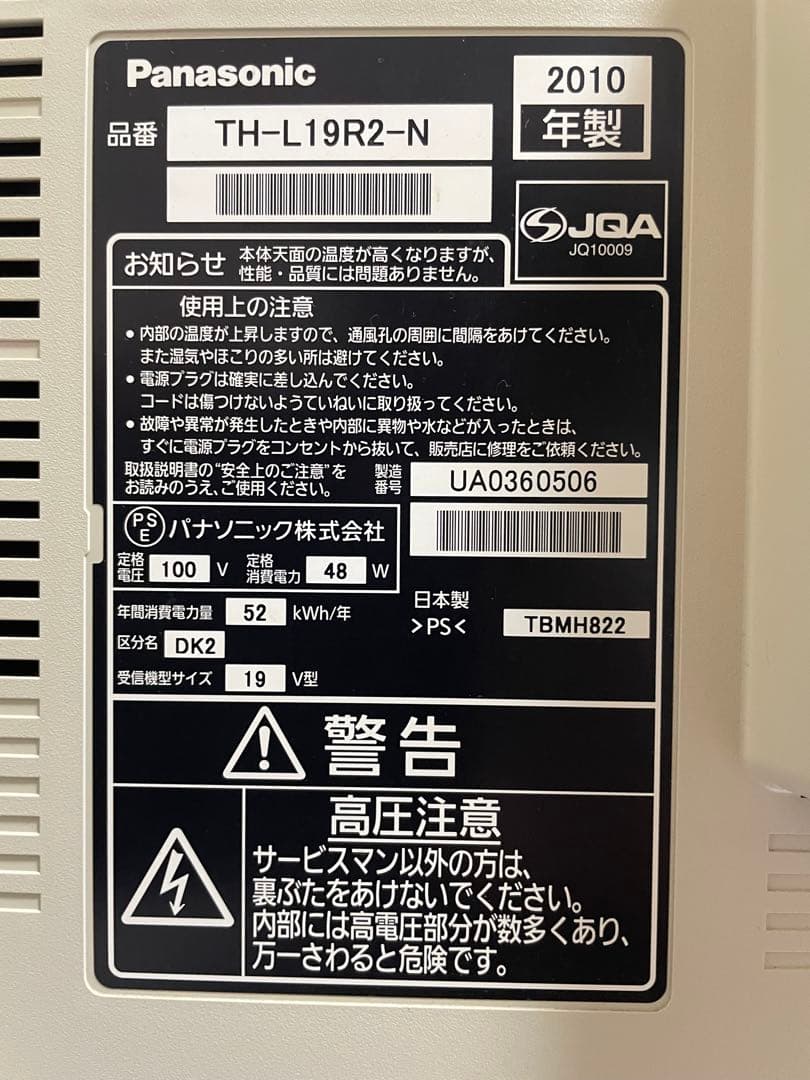 Panasonic
2010
年製
品番 TH-L19R2-N
JQA
JQ10009
お知らせ 本体天面の温度が高くなりますが、
性能・品質には問題ありません。
使用上の注意
• 内部の温度が上昇しますので、通風孔の周囲に間隔をあけてください。
また湿気やほこりの多い所は避けてください。
• 電源プラグは確実に差し込んでください。
コードは傷つけないようていねいに取り扱ってください。
• 故障や異常が発生したときや内部に異物や水などが入ったときは、
すぐに電源プラグをコンセントから抜いて、販売店に修理をご依頼ください。
取扱説明書の"安全上のご注意"を
お読みのうえ、ご使用ください。
製造
番号 UA0360506
PSE パナソニック株式会社
定格
電圧 100 V 定格
消費電力 48 W
年間消費電力量 52 kWh/年
区分名 DK2
受信機型サイズ 19 V型
日本製
>PS<
TBMH822
警告
高圧注意
サービスマン以外の方は、
裏ぶたをあけないでください。
内部には高電圧部分が数多くあり、
万一さわると危険です。